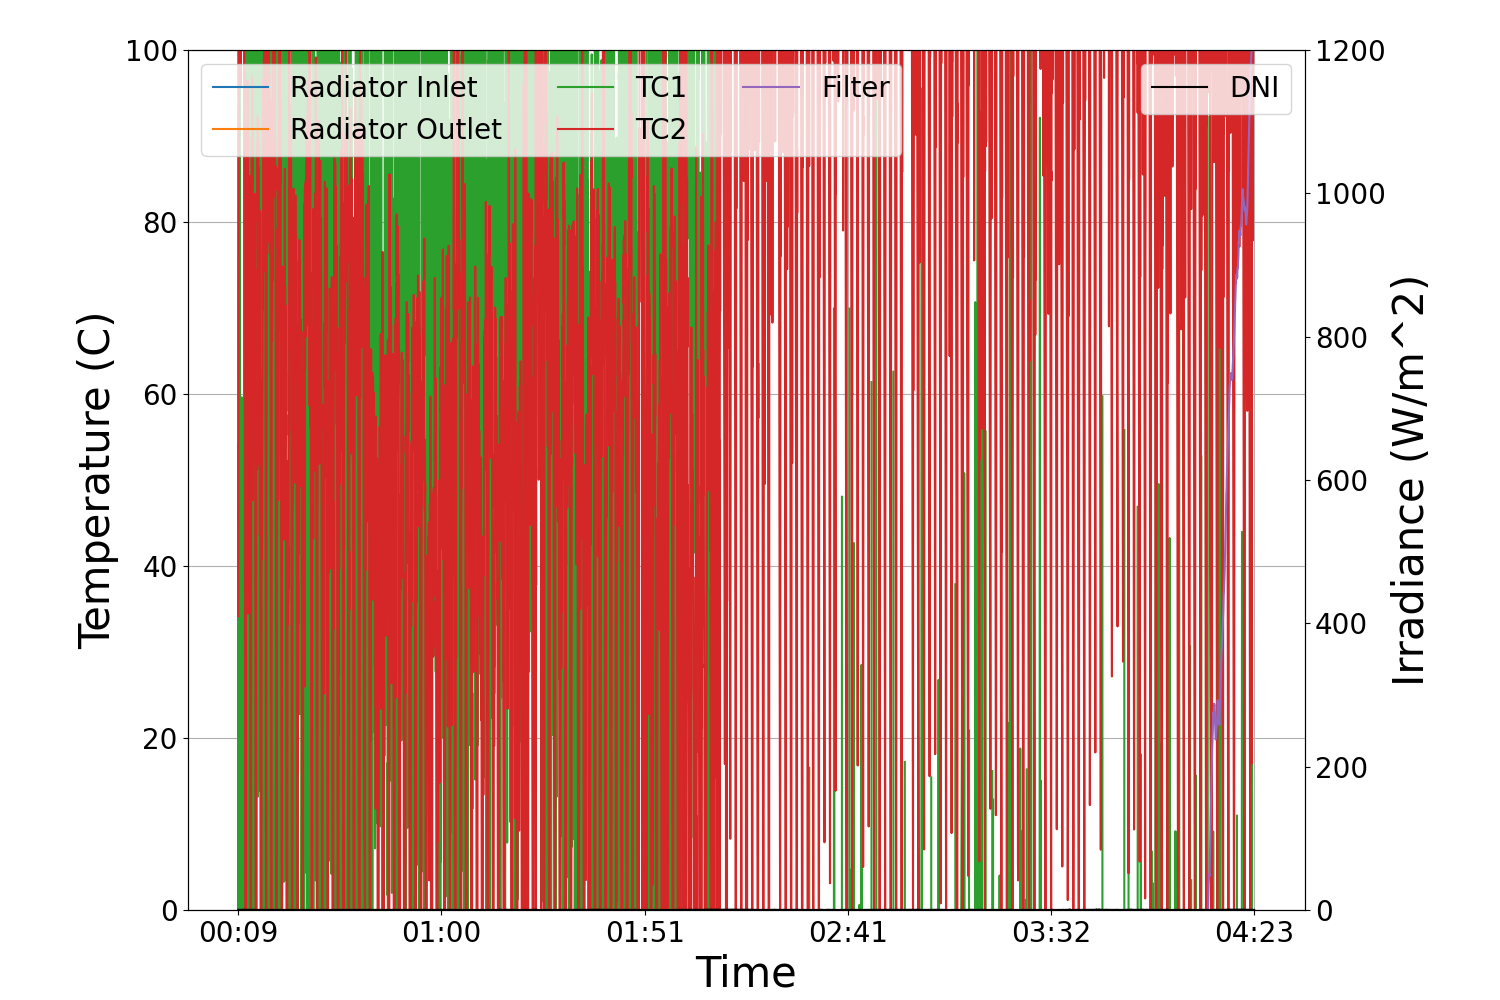 Radiator Inlet
Radiator Outlet
TC1
TC2
Filter
DNI
100
80
60
40
20
0
Temperature (C)
1200
1000
800
600
400
200
0
Irradiance (W/m^2)
00:09 01:00 01:51 02:41 03:32 04:23
Time